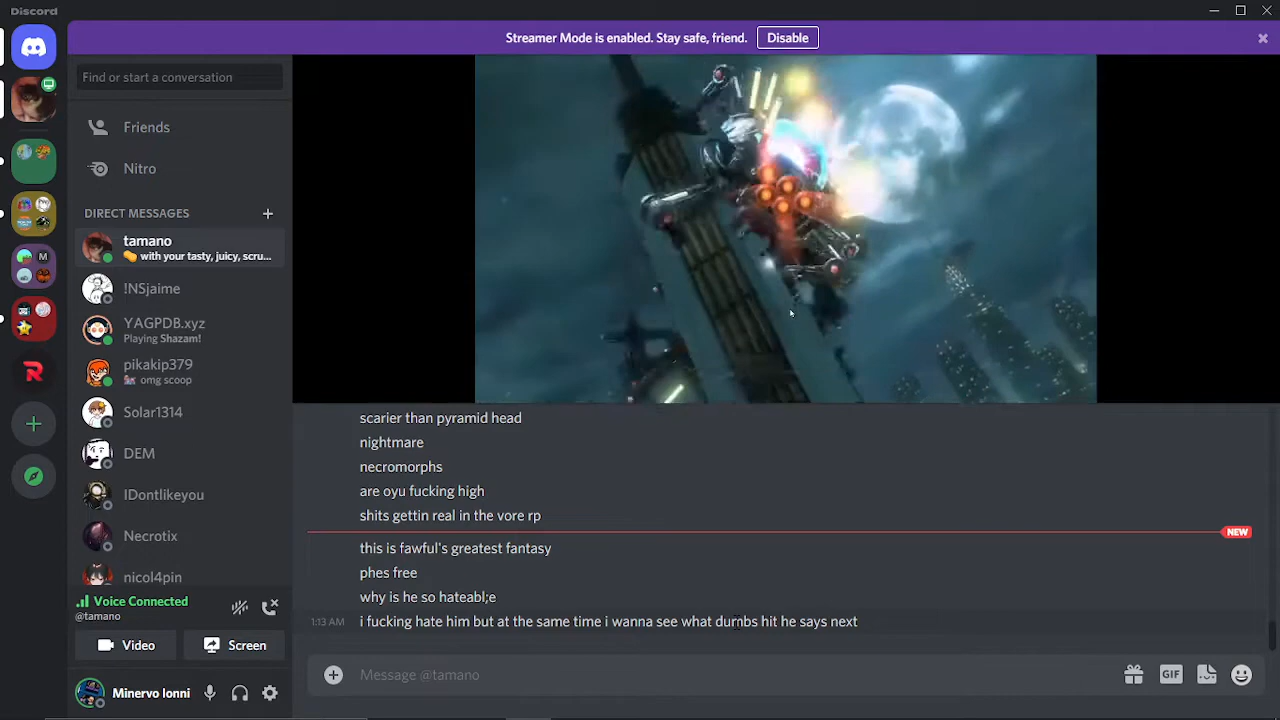 Discord
Streamer Mode is enabled. Stay safe, friend.
Disable
Find or start a conversation
Friends
Nitro
DIRECT MESSAGES
tamano
with your tasty, juicy, scru...
!NSjaime
YAGPDB.xyz
Playing Shazam!
pikakip379
omg scoop
Solar1314
DEM
IDontlikeyou
Necrotix
nicol4pin
Voice Connected
@tamano
Video
Screen
Minervo Ionni
scarier than pyramid head
nightmare
necromorphs
are oyu fucking high
shits gettin real in the vore rp
NEW
this is fawful's greatest fantasy
phes free
why is he so hateabl;e
1:13 AM
i fucking hate him but at the same time i wanna see what dumbs hit he says next
Message @tamano
GIF